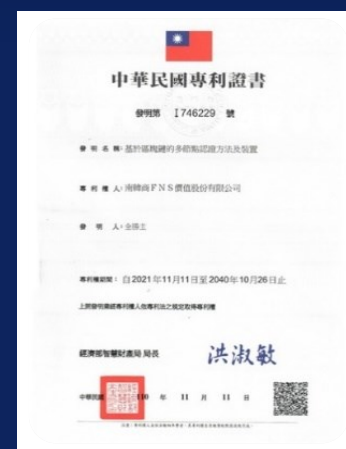 中華民國專利證書
發明第 I746229 號
發 明 名 稱：基於區塊鏈的多節點認證方法及裝置
專 利 權 人：南韓商FNS價值股份有限公司
發 明 人：全勝主
專利權期間：自2021年11月11日至2040年10月26日止
上開發明業經專利權人依專利法之規定取得專利權
經濟部智慧財產局 局長 洪淑敏
中華民國 110 年 11 月 11 日